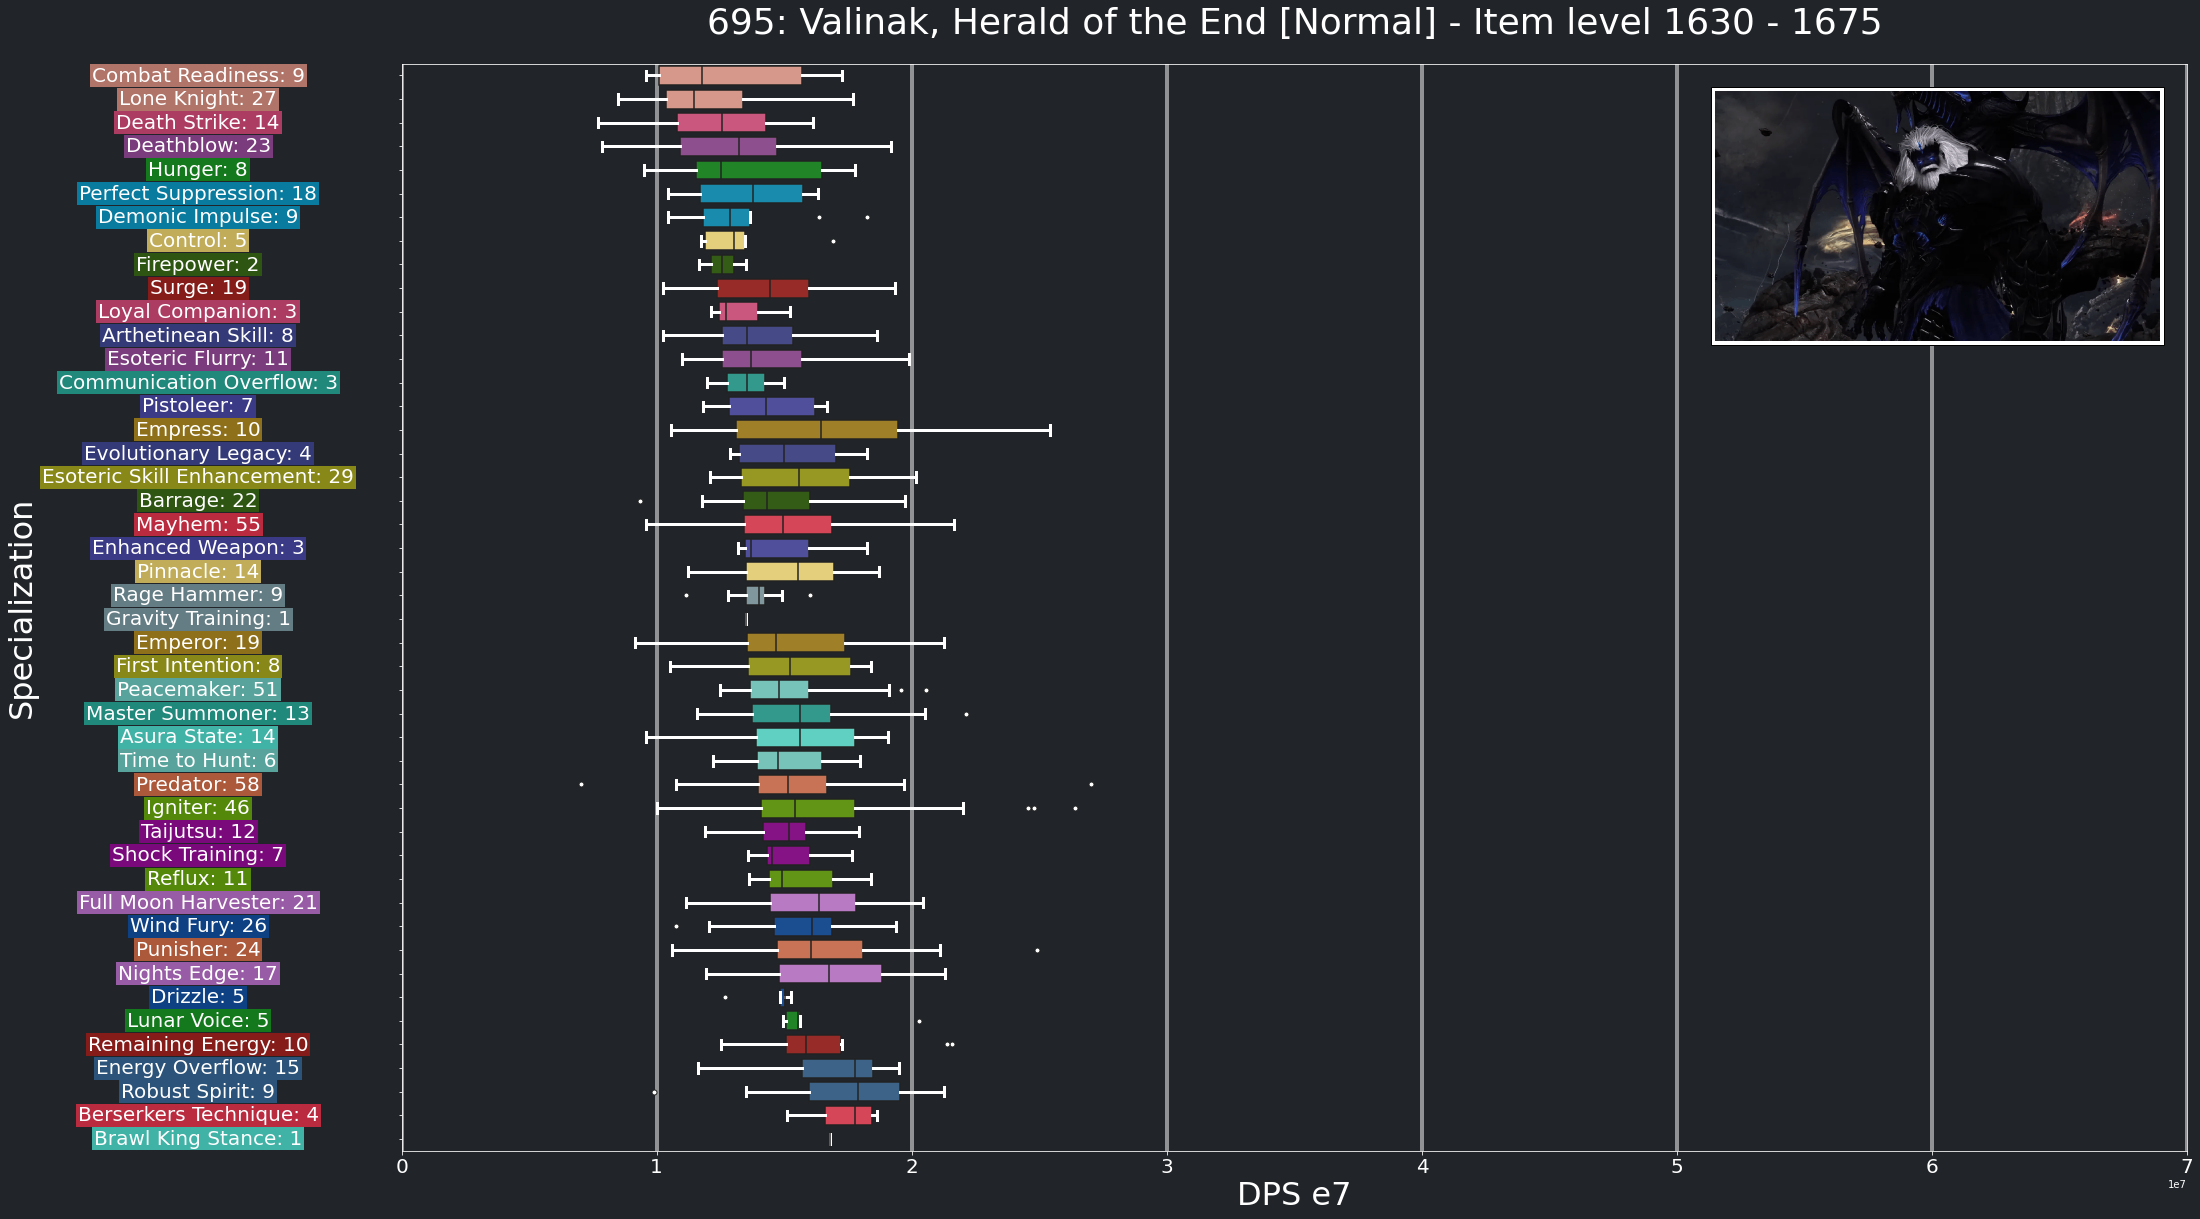 695: Valinak, Herald of the End [Normal] - Item level 1630 - 1675
Combat Readiness: 9
Lone Knight: 27
Death Strike: 14
Deathblow: 23
Hunger: 8
Perfect Suppression: 18
Demonic Impulse: 9
Control: 5
Firepower: 2
Surge: 19
Loyal Companion: 3
Arthetinean Skill: 8
Esoteric Flurry: 11
Communication Overflow: 3
Pistoleer: 7
Empress: 10
Evolutionary Legacy: 4
Esoteric Skill Enhancement: 29
Barrage: 22
Mayhem: 55
Enhanced Weapon: 3
Pinnacle: 14
Rage Hammer: 9
Gravity Training: 1
Emperor: 19
First Intention: 8
Peacemaker: 51
Master Summoner: 13
Asura State: 14
Time to Hunt: 6
Predator: 58
Igniter: 46
Taijutsu: 12
Shock Training: 7
Reflux: 11
Full Moon Harvester: 21
Wind Fury: 26
Punisher: 24
Nights Edge: 17
Drizzle: 5
Lunar Voice: 5
Remaining Energy: 10
Energy Overflow: 15
Robust Spirit: 9
Berserkers Technique: 4
Brawl King Stance: 1
Specialization
0 1 2 3 4 5 6 7
1e7
DPS e7